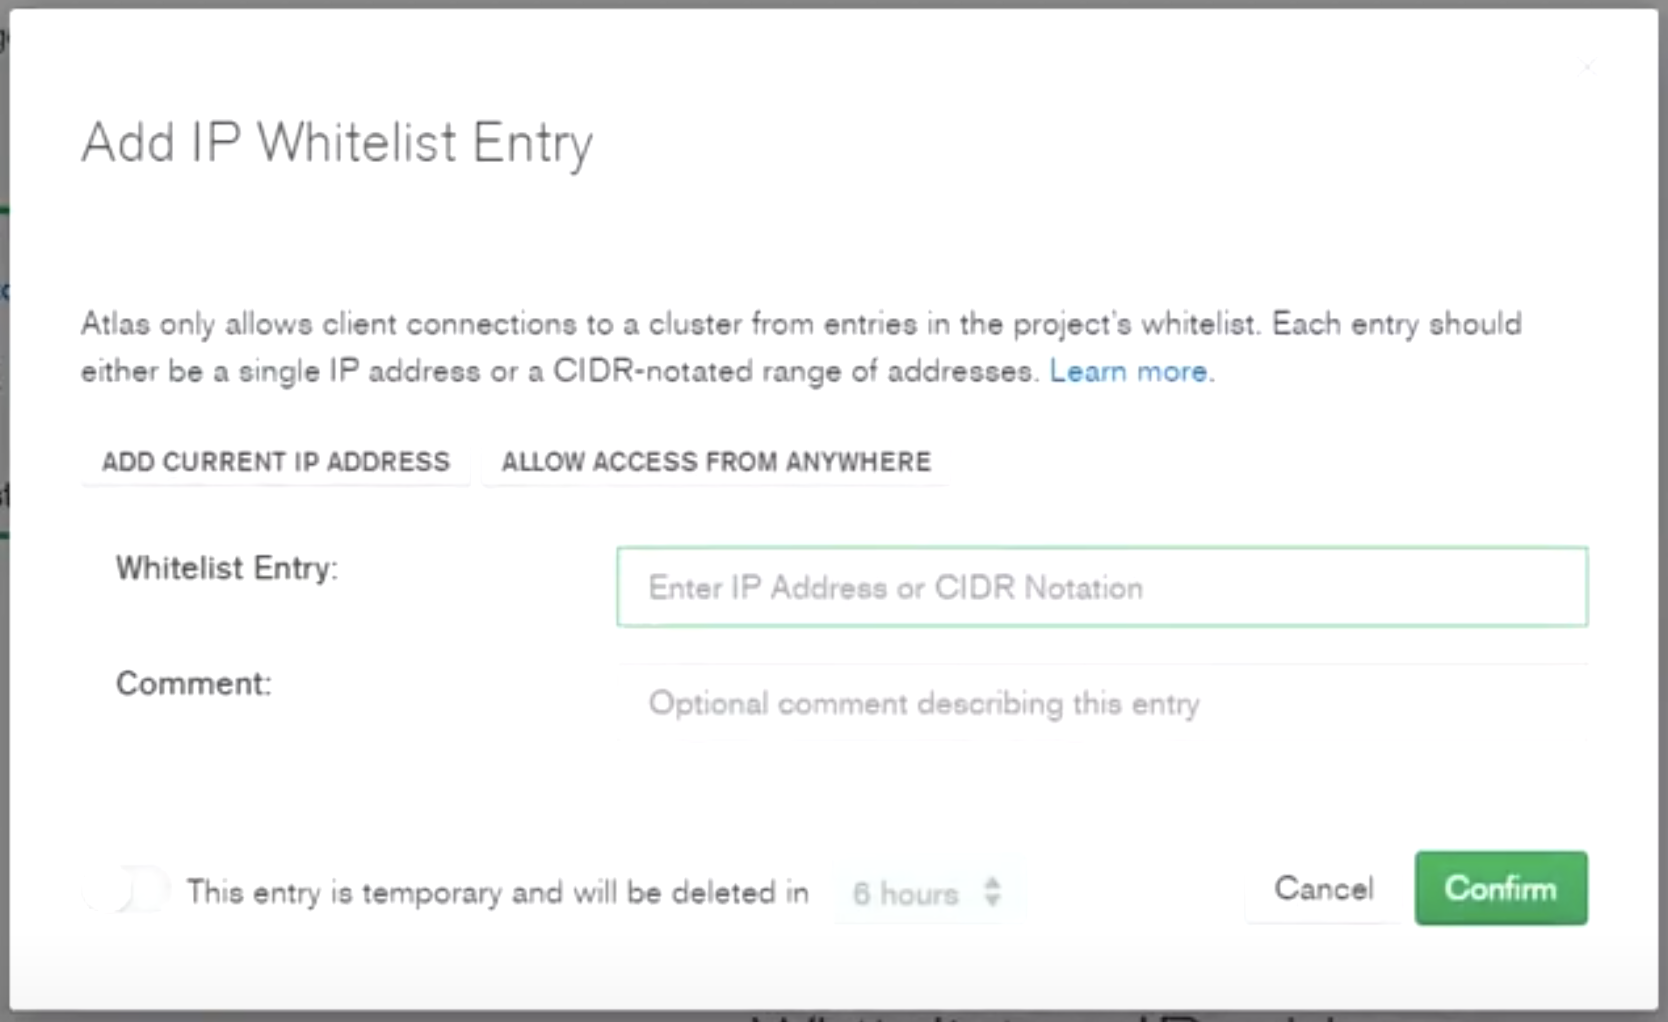 Add IP Whitelist Entry
Atlas only allows client connections to a cluster from entries in the project's whitelist. Each entry should
either be a single IP address or a CIDR-notated range of addresses. Learn more.
ADD CURRENT IP ADDRESS ALLOW ACCESS FROM ANYWHERE
Whitelist Entry: Enter IP Address or CIDR Notation
Comment: Optional comment describing this entry
This entry is temporary and will be deleted in 6 hours Cancel Confirm